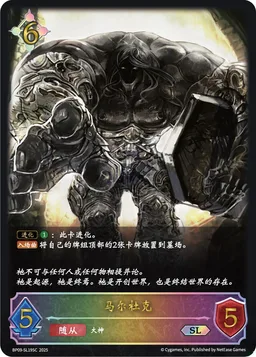 6
进化 1：此卡进化。
入场曲 将自己的牌组顶部的2张卡牌放置到墓场。
祂不可与任何人或任何物相提并论。
祂是起源，祂是终焉。祂是开创世界，也是终结世界的存在。
马尔杜克
5
随从 大神
SL
5
BP09-SL19SC 2025
© Cygames, Inc. Published by NetEase Games